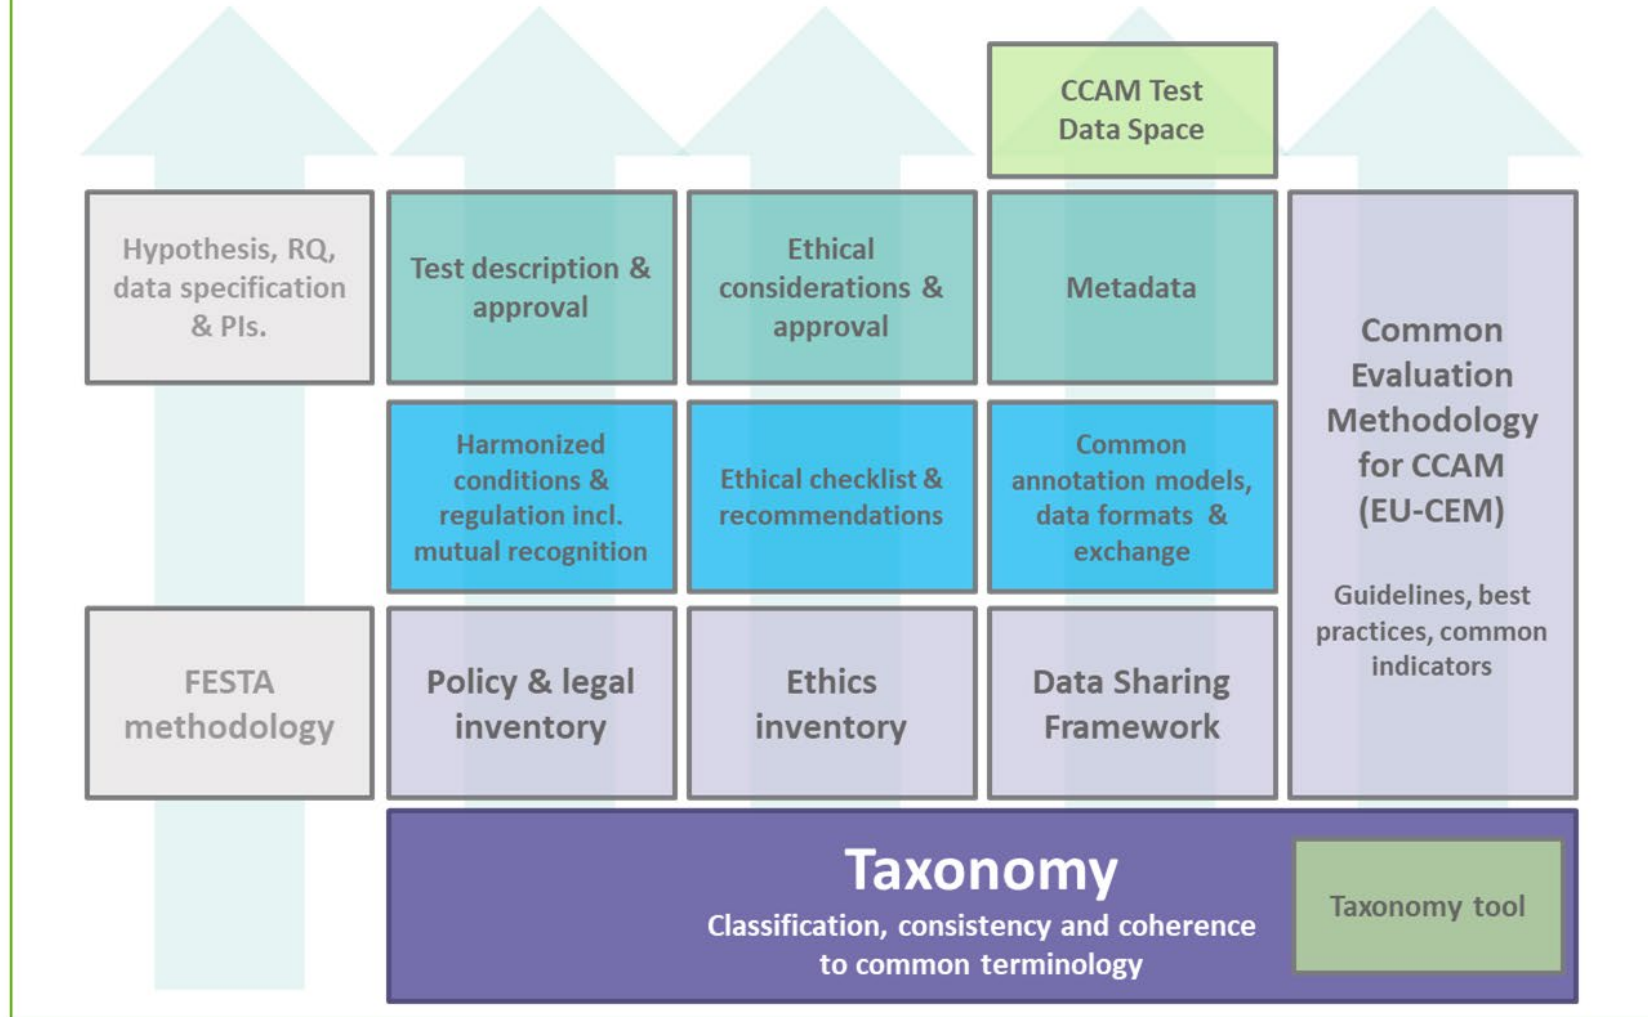 CCAM Test
Data Space
Hypothesis, RQ,
data specification
& PIs.
Test description &
approval
Ethical
considerations &
approval
Metadata
Common
Evaluation
Methodology
for CCAM
(EU-CEM)
Guidelines, best
practices, common
indicators
Harmonized
conditions &
regulation incl.
mutual recognition
Ethical checklist &
recommendations
Common
annotation models,
data formats &
exchange
FESTA
methodology
Policy & legal
inventory
Ethics
inventory
Data Sharing
Framework
Taxonomy
Classification, consistency and coherence
to common terminology
Taxonomy tool